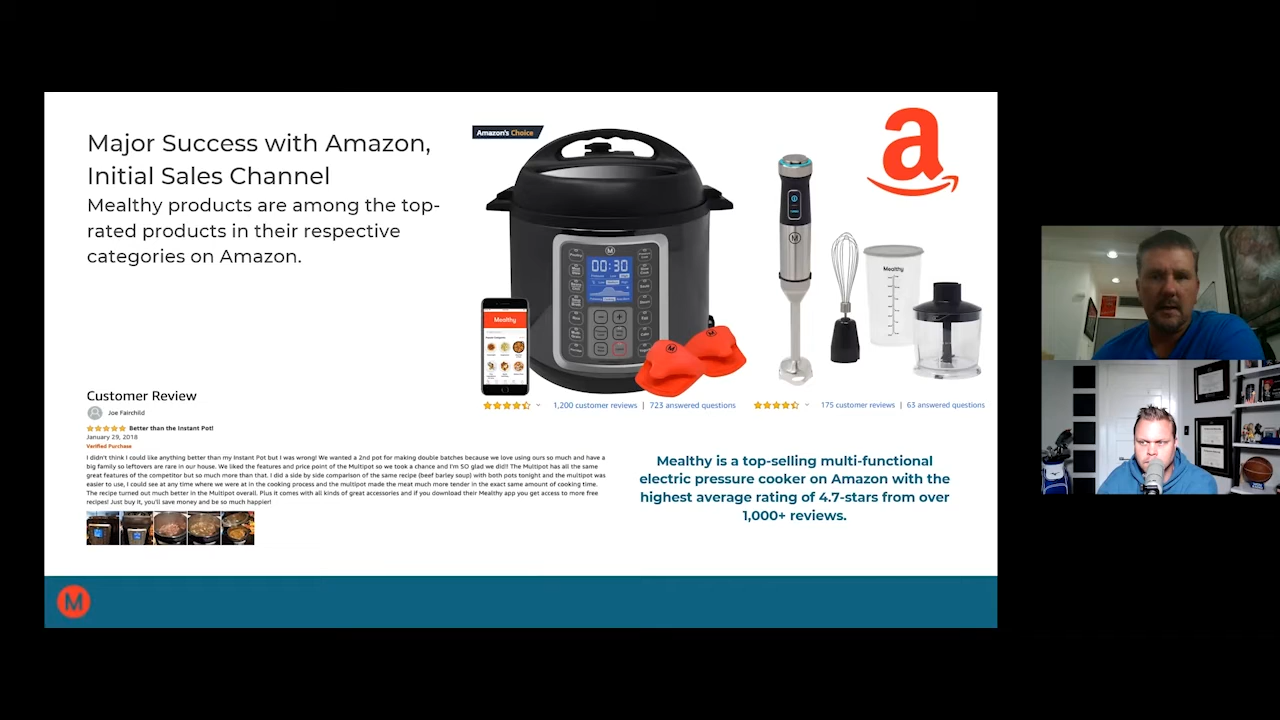 Major Success with Amazon,
Initial Sales Channel
Mealthy products are among the top-
rated products in their respective
categories on Amazon.
Amazon's Choice
a
M
00:30
Mealthy
M
M
M
Mealthy
1,200 customer reviews | 723 answered questions
175 customer reviews | 63 answered questions
Customer Review
Joe Fairchild
Better than the Instant Pot!
January 29, 2018
Verified Purchase
I didn't think I could like anything better than my Instant Pot but I was wrong! We wanted a 2nd pot for making double batches because we love using ours so much and have a
big family so leftovers are rare in our house. We liked the features and price point of the Multipot so we took a chance and I'm SO glad we did!! The Multipot has all the same
great features of the competitor but so much more than that. I did a side by side comparison of the same recipe (beef barley soup) with both pots tonight and the multipot was
easier to use, I could see at any time where we were at in the cooking process and the multipot made the meat much more tender in the exact same amount of cooking time.
The recipe turned out much better in the Multipot overall. Plus it comes with all kinds of great accessories and if you download their Mealthy app you get access to more free
recipes! Just buy it, you'll save money and be so much happier!
Mealthy is a top-selling multi-functional
electric pressure cooker on Amazon with the
highest average rating of 4.7-stars from over
1,000+ reviews.
M